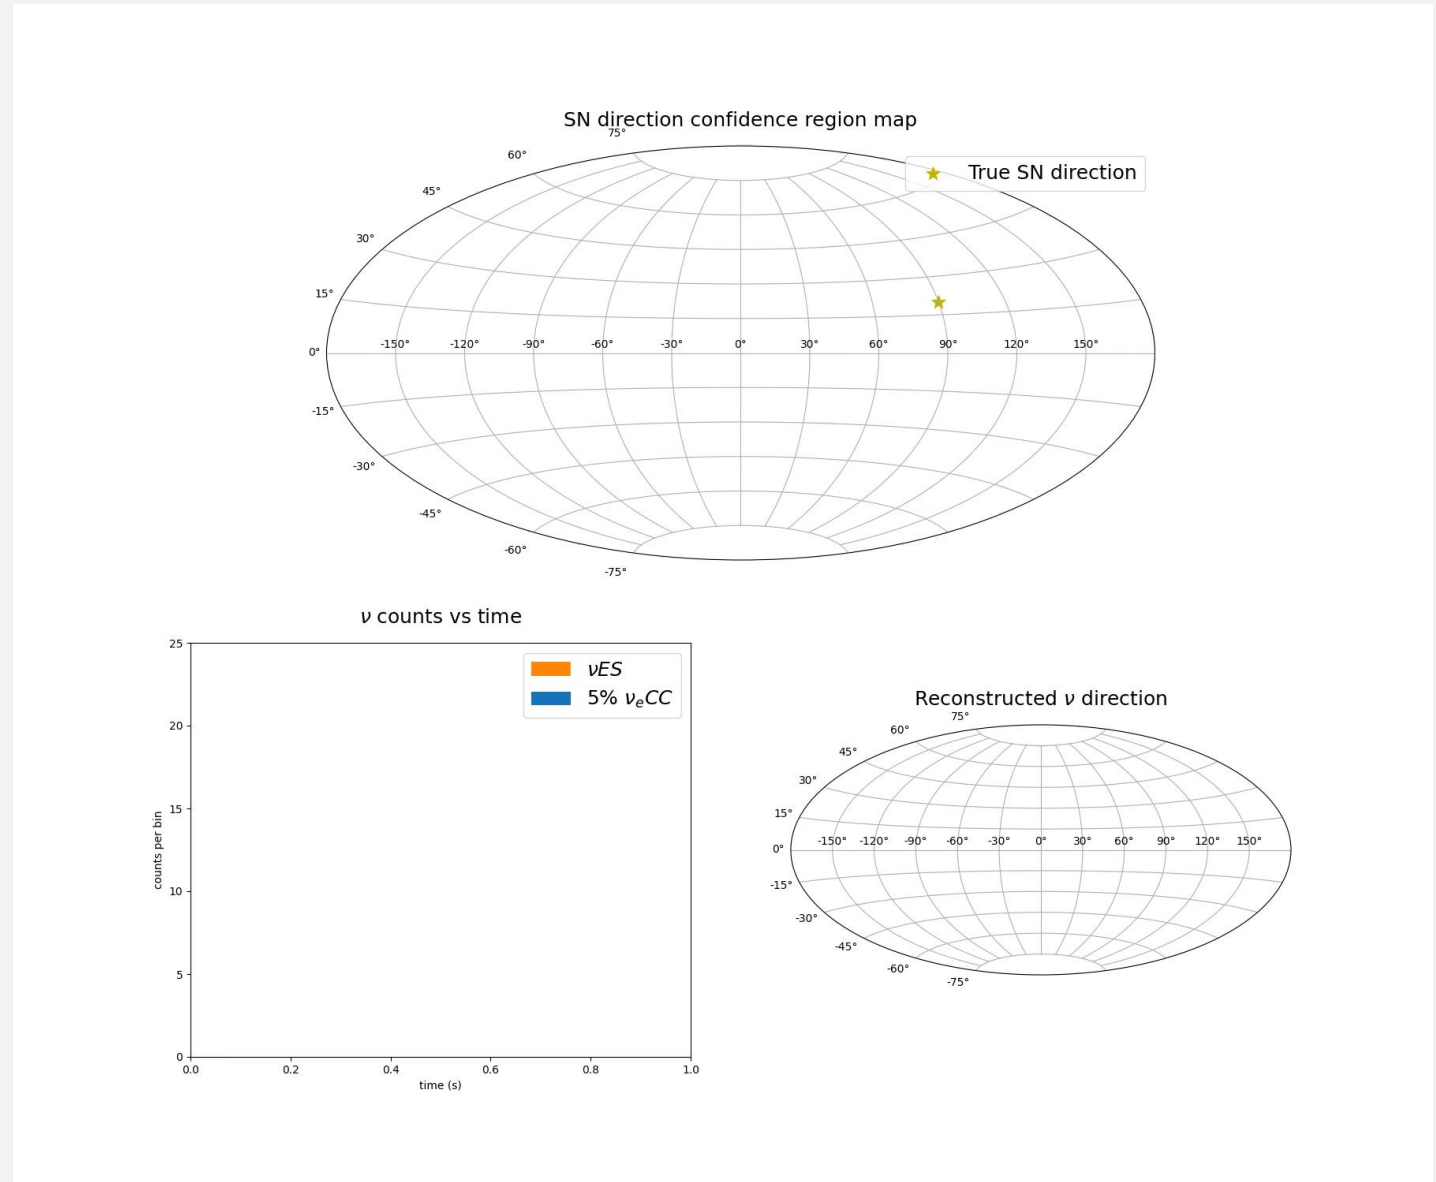 SN direction confidence region map
75°
60°
True SN direction
45°
30°
15°
0°
-150° -120° -90° -60° -30° 0° 30° 60° 90° 120° 150°
-15°
-30°
-45°
-60°
-75°
ν counts vs time
25
20
15
10
5
0
counts per bin
νES
5% νₑCC
0.0 0.2 0.4 0.6 0.8 1.0
time (s)
Reconstructed ν direction
75°
60°
45°
30°
15°
0°
-150° -120° -90° -60° -30° 0° 30° 60° 90° 120° 150°
-15°
-30°
-45°
-60°
-75°